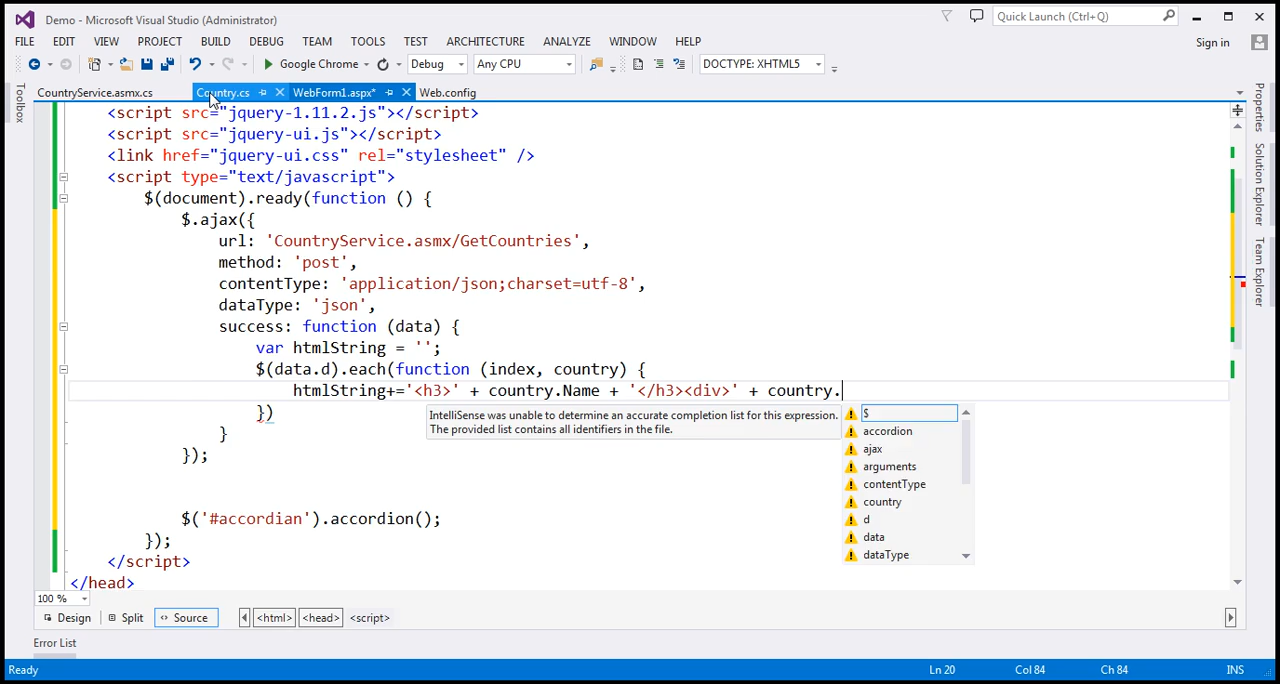 Demo - Microsoft Visual Studio (Administrator)
Quick Launch (Ctrl+Q)
FILE EDIT VIEW PROJECT BUILD DEBUG TEAM TOOLS TEST ARCHITECTURE ANALYZE WINDOW HELP
Sign in
Google Chrome Debug Any CPU DOCTYPE: XHTML5
Toolbox
CountryService.asmx.cs Country.cs WebForm1.aspx* Web.config
Properties
Solution Explorer
Team Explorer
<script src="jquery-1.11.2.js"></script>
<script src="jquery-ui.js"></script>
<link href="jquery-ui.css" rel="stylesheet" />
<script type="text/javascript">
$(document).ready(function () {
$.ajax({
url: 'CountryService.asmx/GetCountries',
method: 'post',
contentType: 'application/json;charset=utf-8',
dataType: 'json',
success: function (data) {
var htmlString = '';
$(data.d).each(function (index, country) {
htmlString+='<h3>' + country.Name + '</h3><div>' + country.
})
}
});
$('#accordian').accordion();
});
</script>
</head>
IntelliSense was unable to determine an accurate completion list for this expression.
The provided list contains all identifiers in the file.
$
accordion
ajax
arguments
contentType
country
d
data
dataType
100 %
Design Split Source <html> <head> <script>
Error List
Ready Ln 20 Col 84 Ch 84 INS